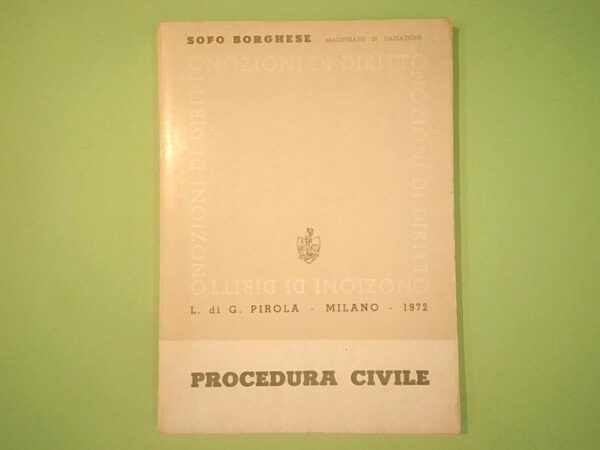 SOFO BORGHESE MAGISTRATO DI CASSAZIONE
NOZIONI DI DIRITTO
NOZIONI DI DIRITTO
NOZIONI DI DIRITTO
NOZIONI DI DIRITTO
L. di G. PIROLA - MILANO - 1972
PROCEDURA CIVILE